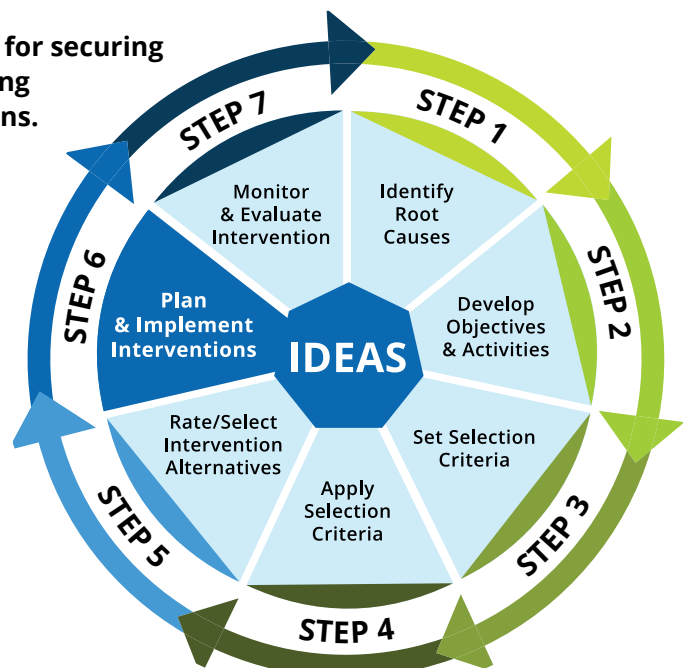 for securing
STEP 1
Identify
Root
Causes
STEP 2
Develop
Objectives
& Activities
STEP 3
Set Selection
Criteria
STEP 4
Apply
Selection
Criteria
STEP 5
Rate/Select
Intervention
Alternatives
STEP 6
Plan
& Implement
Interventions
STEP 7
Monitor
& Evaluate
Intervention
IDEAS